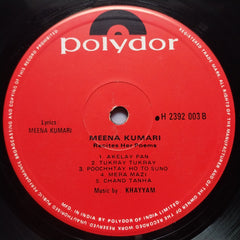 polydor
Lyrics:
MEENA KUMARI
H 2392 003 B
MEENA KUMARI
Recites Her Poems
1. AKELAY PAN
2. TUKRAY TUKRAY
3. POOCHHTAY HO TO SUNO
4. MERA MAZI
5. CHAND TANHA
Music by KHAYYAM
MFG. IN INDIA BY POLYDOR OF INDIA LIMITED.